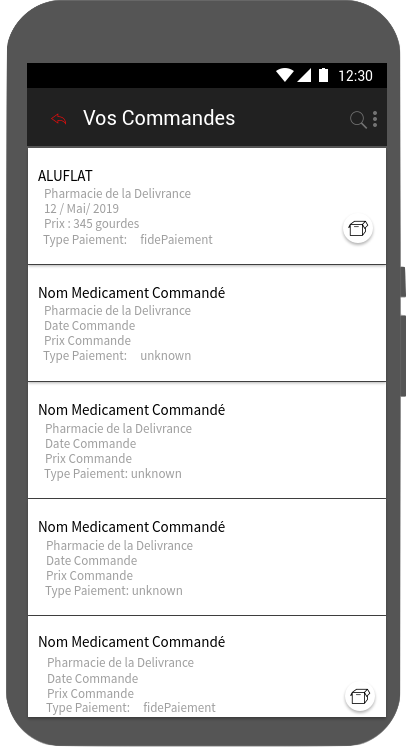 12:30
Vos Commandes
ALUFLAT
Pharmacie de la Delivrance
12 / Mai/ 2019
Prix : 345 gourdes
Type Paiement: fidePaiement
Nom Medicament Commandé
Pharmacie de la Delivrance
Date Commande
Prix Commande
Type Paiement: unknown
Nom Medicament Commandé
Pharmacie de la Delivrance
Date Commande
Prix Commande
Type Paiement: unknown
Nom Medicament Commandé
Pharmacie de la Delivrance
Date Commande
Prix Commande
Type Paiement: unknown
Nom Medicament Commandé
Pharmacie de la Delivrance
Date Commande
Prix Commande
Type Paiement: fidePaiement